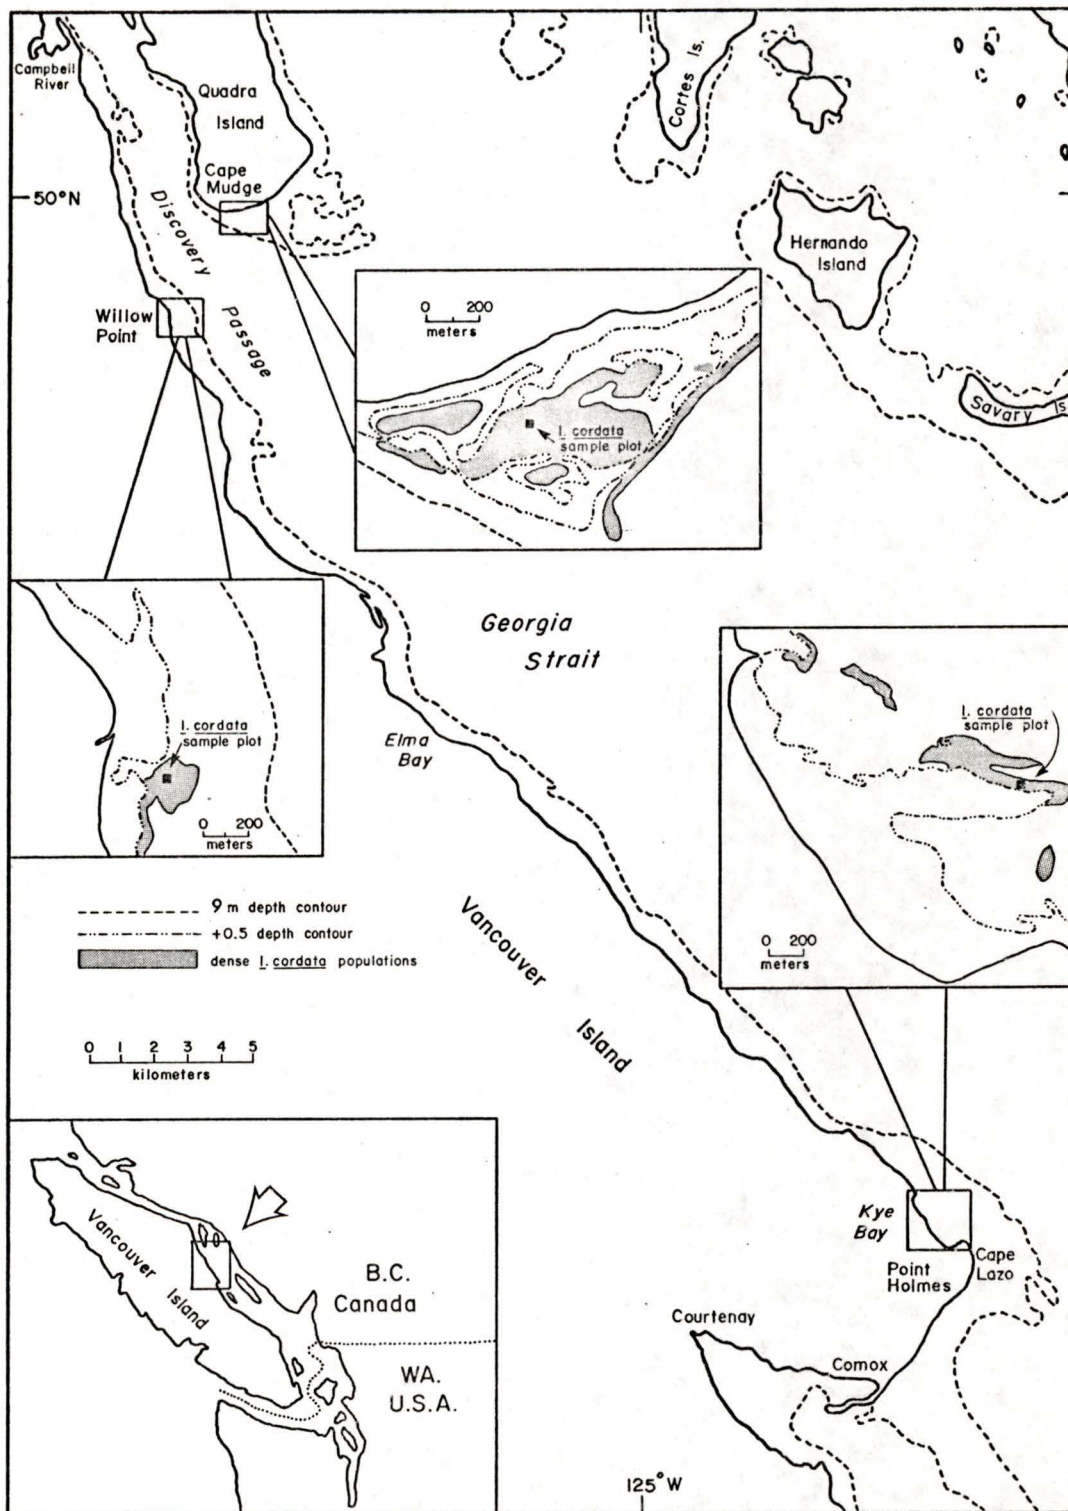 Campbell
River
Quadra
Island
Cape
Mudge
Cortes Is.
50°N
Discovery
Passage
Hernando
Island
Willow
Point
0 200
meters
I. cordata
sample plot
Savary Is
Georgia
Strait
I. cordata
sample plot
0 200
meters
Elma
Bay
I. cordata
sample plot
0 200
meters
9 m depth contour
+0.5 depth contour
dense I. cordata populations
Vancouver
Island
0 1 2 3 4 5
kilometers
Vancouver
Island
B.C.
Canada
WA.
U.S.A.
Kye
Bay
Point
Holmes
Cape
Lazo
Courtenay
Comox
125°W